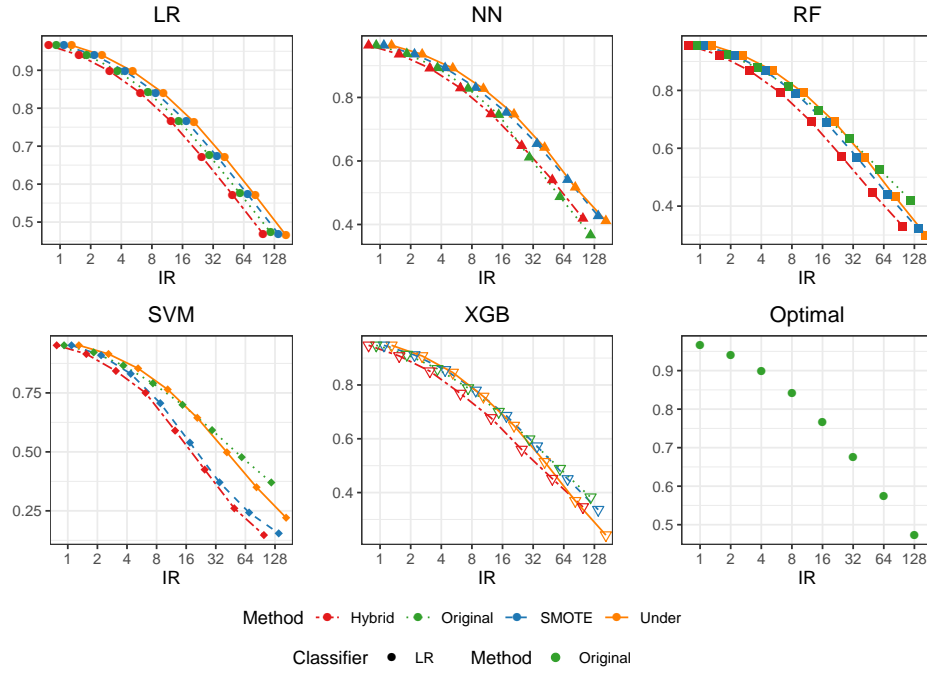 LR
NN
RF
0.9
0.8
0.7
0.6
0.5
1 2 4 8 16 32 64 128
IR
0.8
0.6
0.4
1 2 4 8 16 32 64 128
IR
0.8
0.6
0.4
1 2 4 8 16 32 64 128
IR
SVM
XGB
Optimal
0.75
0.50
0.25
1 2 4 8 16 32 64 128
IR
0.8
0.6
0.4
1 2 4 8 16 32 64 128
IR
0.9
0.8
0.7
0.6
0.5
1 2 4 8 16 32 64 128
IR
Method Hybrid Original SMOTE Under
Classifier LR Method Original